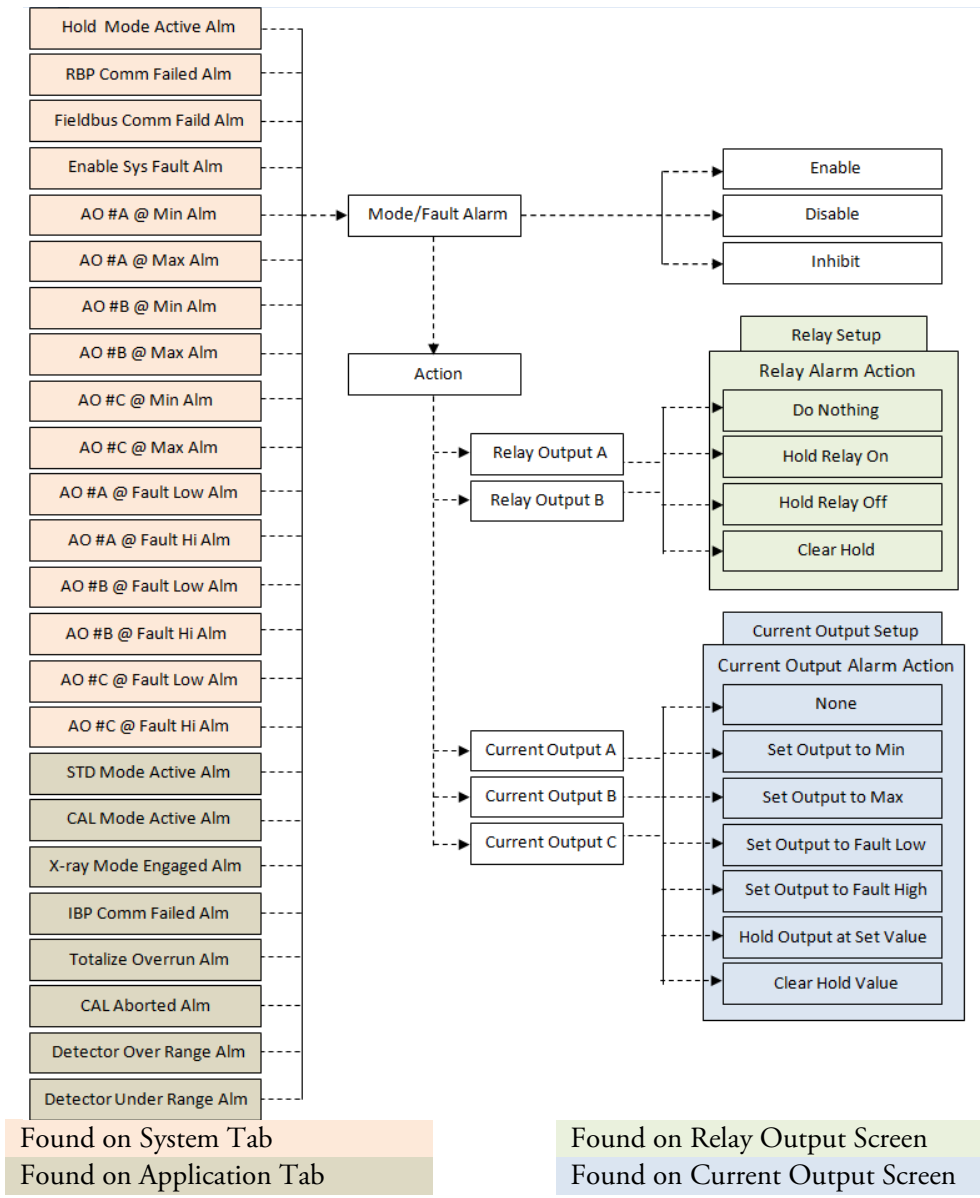 Hold Mode Active Alm
RBP Comm Failed Alm
Fieldbus Comm Faild Alm
Enable Sys Fault Alm
AO #A @ Min Alm
AO #A @ Max Alm
AO #B @ Min Alm
AO #B @ Max Alm
AO #C @ Min Alm
AO #C @ Max Alm
AO #A @ Fault Low Alm
AO #A @ Fault Hi Alm
AO #B @ Fault Low Alm
AO #B @ Fault Hi Alm
AO #C @ Fault Low Alm
AO #C @ Fault Hi Alm
STD Mode Active Alm
CAL Mode Active Alm
X-ray Mode Engaged Alm
IBP Comm Failed Alm
Totalize Overrun Alm
CAL Aborted Alm
Detector Over Range Alm
Detector Under Range Alm
Mode/Fault Alarm
Action
Enable
Disable
Inhibit
Relay Output A
Relay Output B
Relay Setup
Relay Alarm Action
Do Nothing
Hold Relay On
Hold Relay Off
Clear Hold
Current Output A
Current Output B
Current Output C
Current Output Setup
Current Output Alarm Action
None
Set Output to Min
Set Output to Max
Set Output to Fault Low
Set Output to Fault High
Hold Output at Set Value
Clear Hold Value
Found on System Tab
Found on Application Tab
Found on Relay Output Screen
Found on Current Output Screen